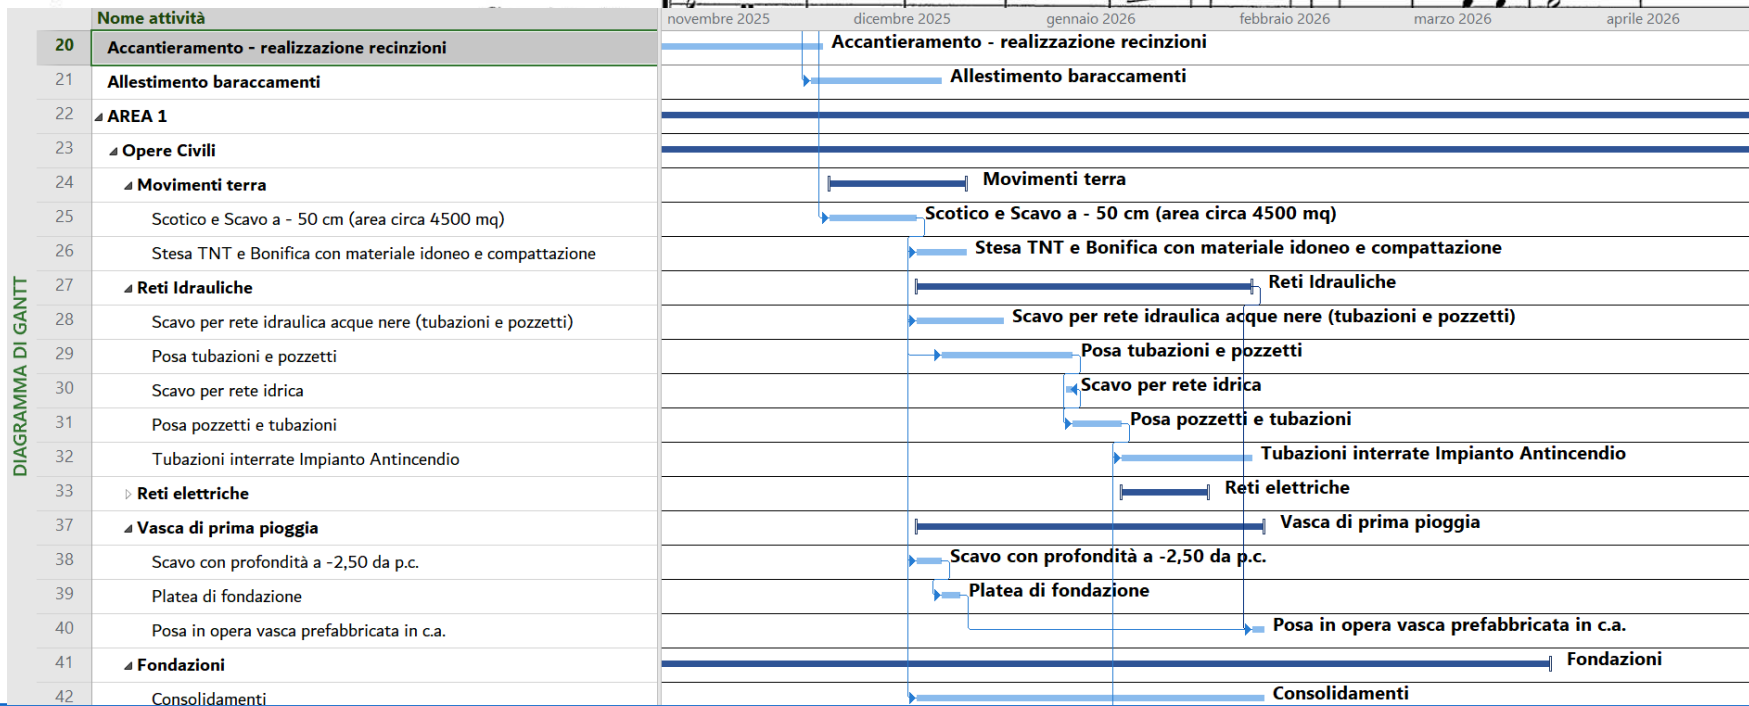 Nome attività
novembre 2025 dicembre 2025 gennaio 2026 febbraio 2026 marzo 2026 aprile 2026
DIAGRAMMA DI GANTT
20 Accantieramento - realizzazione recinzioni Accantieramento - realizzazione recinzioni
21 Allestimento baraccamenti Allestimento baraccamenti
22 AREA 1
23 Opere Civili
24 Movimenti terra Movimenti terra
25 Scotico e Scavo a - 50 cm (area circa 4500 mq) Scotico e Scavo a - 50 cm (area circa 4500 mq)
26 Stesa TNT e Bonifica con materiale idoneo e compattazione Stesa TNT e Bonifica con materiale idoneo e compattazione
27 Reti Idrauliche Reti Idrauliche
28 Scavo per rete idraulica acque nere (tubazioni e pozzetti) Scavo per rete idraulica acque nere (tubazioni e pozzetti)
29 Posa tubazioni e pozzetti Posa tubazioni e pozzetti
30 Scavo per rete idrica Scavo per rete idrica
31 Posa pozzetti e tubazioni Posa pozzetti e tubazioni
32 Tubazioni interrate Impianto Antincendio Tubazioni interrate Impianto Antincendio
33 Reti elettriche Reti elettriche
37 Vasca di prima pioggia Vasca di prima pioggia
38 Scavo con profondità a -2,50 da p.c. Scavo con profondità a -2,50 da p.c.
39 Platea di fondazione Platea di fondazione
40 Posa in opera vasca prefabbricata in c.a. Posa in opera vasca prefabbricata in c.a.
41 Fondazioni Fondazioni
42 Consolidamenti Consolidamenti